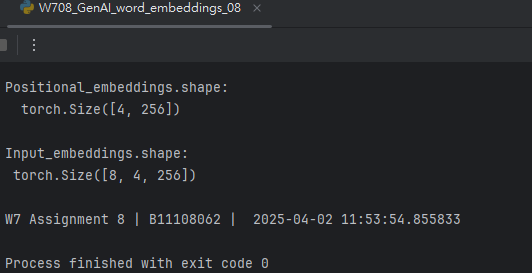 W708_GenAI_word_embeddings_08
Positional_embeddings.shape:
torch.Size([4, 256])
Input_embeddings.shape:
torch.Size([8, 4, 256])
W7 Assignment 8 | B11108062 |  2025-04-02 11:53:54.855833
Process finished with exit code 0